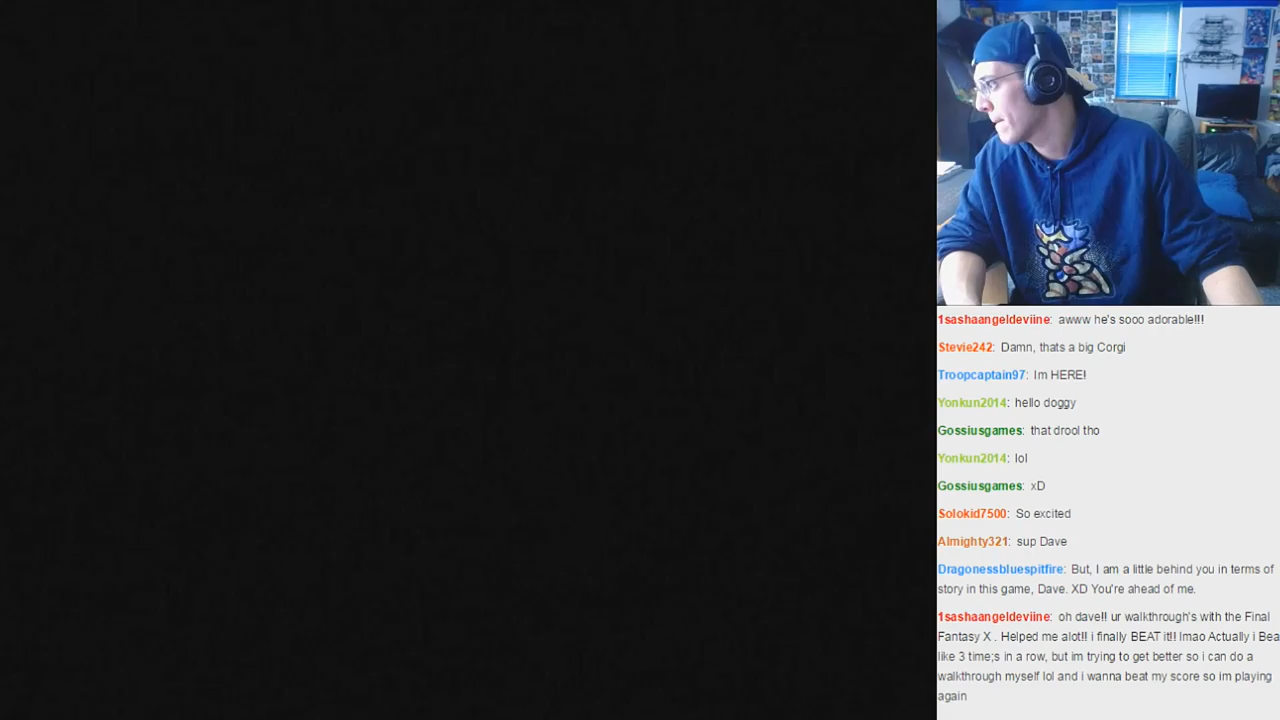 1sashaangeldeviine: awww he's sooo adorable!!!
Stevie242: Damn, thats a big Corgi
Troopcaptain97: Im HERE!
Yonkun2014: hello doggy
Gossiusgames: that drool tho
Yonkun2014: lol
Gossiusgames: xD
Solokid7500: So excited
Almighty321: sup Dave
Dragonessbluespitfire: But, I am a little behind you in terms of
story in this game, Dave. XD You're ahead of me.
1sashaangeldeviine: oh dave!! ur walkthrough's with the Final
Fantasy X . Helped me alot!! i finally BEAT it!! lmao Actually i Bea
like 3 time;s in a row, but im trying to get better so i can do a
walkthrough myself lol and i wanna beat my score so im playing
again